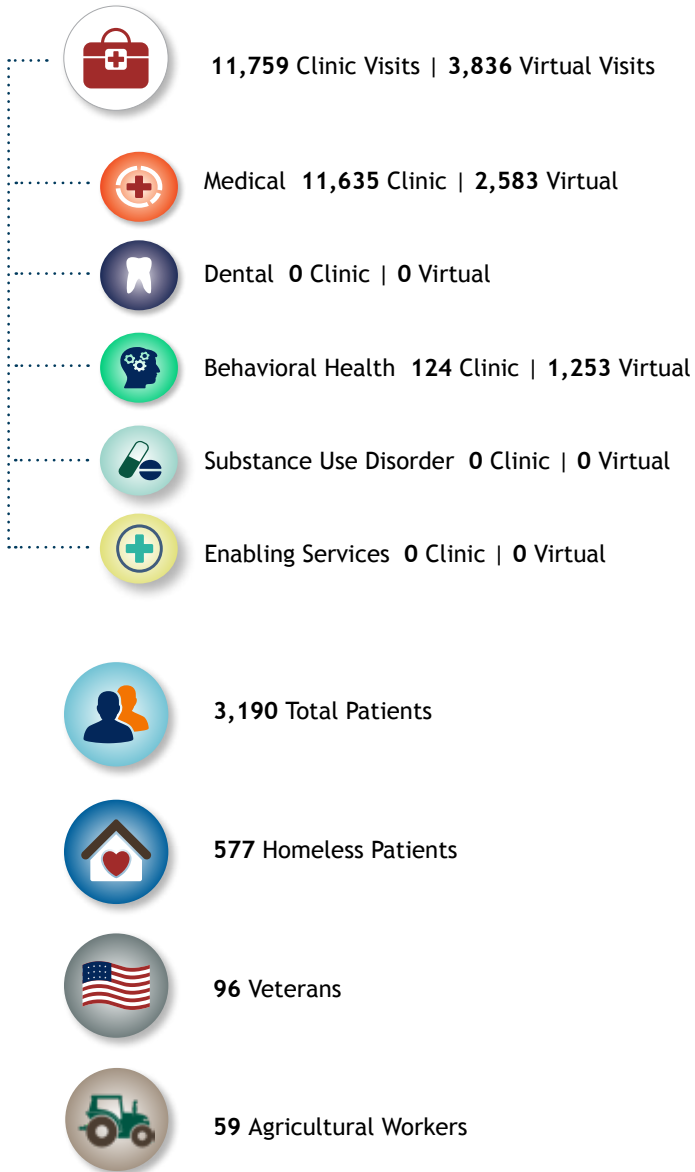 11,759 Clinic Visits | 3,836 Virtual Visits
Medical 11,635 Clinic | 2,583 Virtual
Dental 0 Clinic | 0 Virtual
Behavioral Health 124 Clinic | 1,253 Virtual
Substance Use Disorder 0 Clinic | 0 Virtual
Enabling Services 0 Clinic | 0 Virtual
3,190 Total Patients
577 Homeless Patients
96 Veterans
59 Agricultural Workers